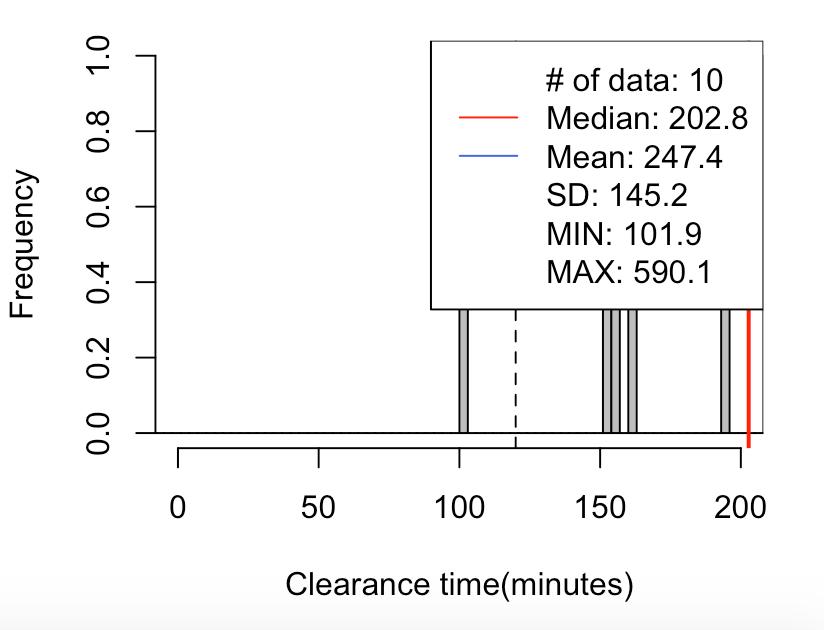 Frequency
1.0
0.8
0.6
0.4
0.2
0.0
# of data: 10
Median: 202.8
Mean: 247.4
SD: 145.2
MIN: 101.9
MAX: 590.1
0 50 100 150 200
Clearance time(minutes)